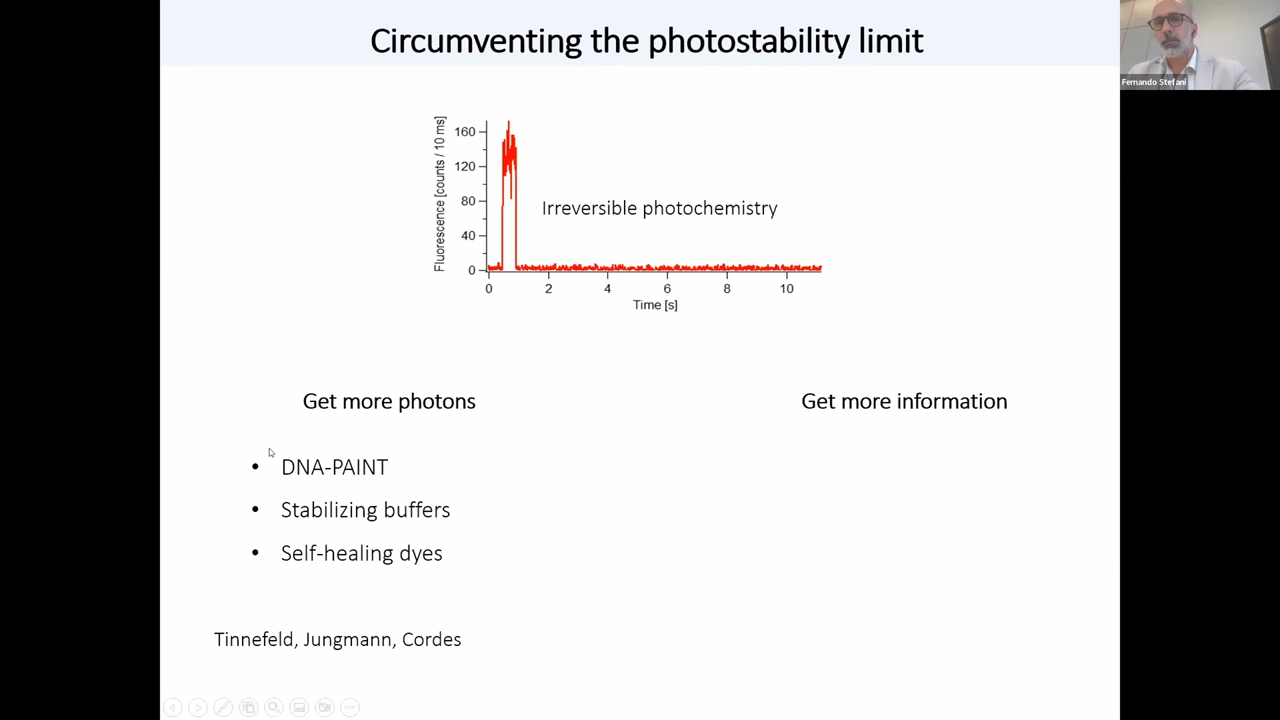 Circumventing the photostability limit
Fernando Stefani
Fluorescence [counts / 10 ms]
160
120
80
40
0
Irreversible photochemistry
0 2 4 6 8 10
Time [s]
Get more photons
Get more information
• DNA-PAINT
• Stabilizing buffers
• Self-healing dyes
Tinnefeld, Jungmann, Cordes